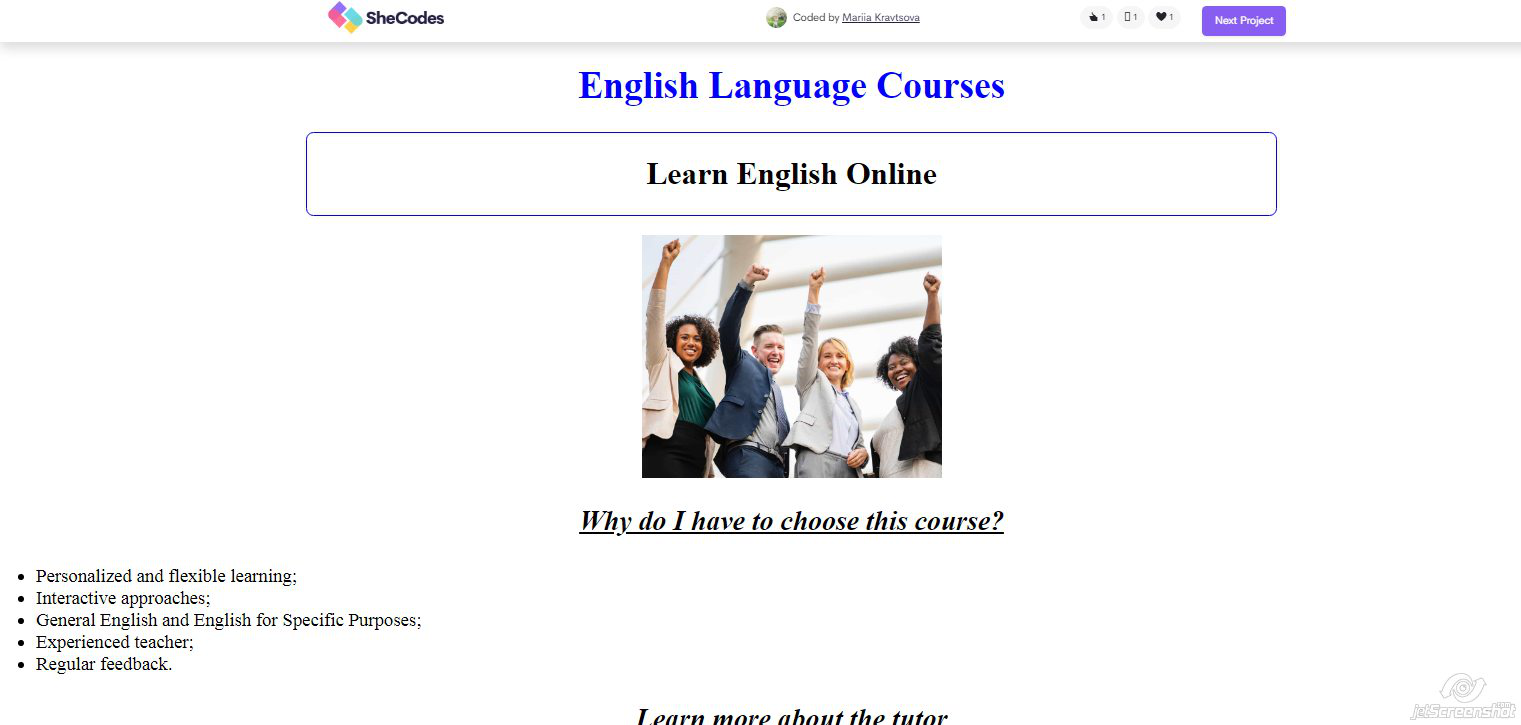 SheCodes
Coded by Mariia Kravtsova
1
1
1
Next Project
English Language Courses
Learn English Online
Why do I have to choose this course?
Personalized and flexible learning;
Interactive approaches;
General English and English for Specific Purposes;
Experienced teacher;
Regular feedback.
Learn more about the tutor
jetScreenshot.com